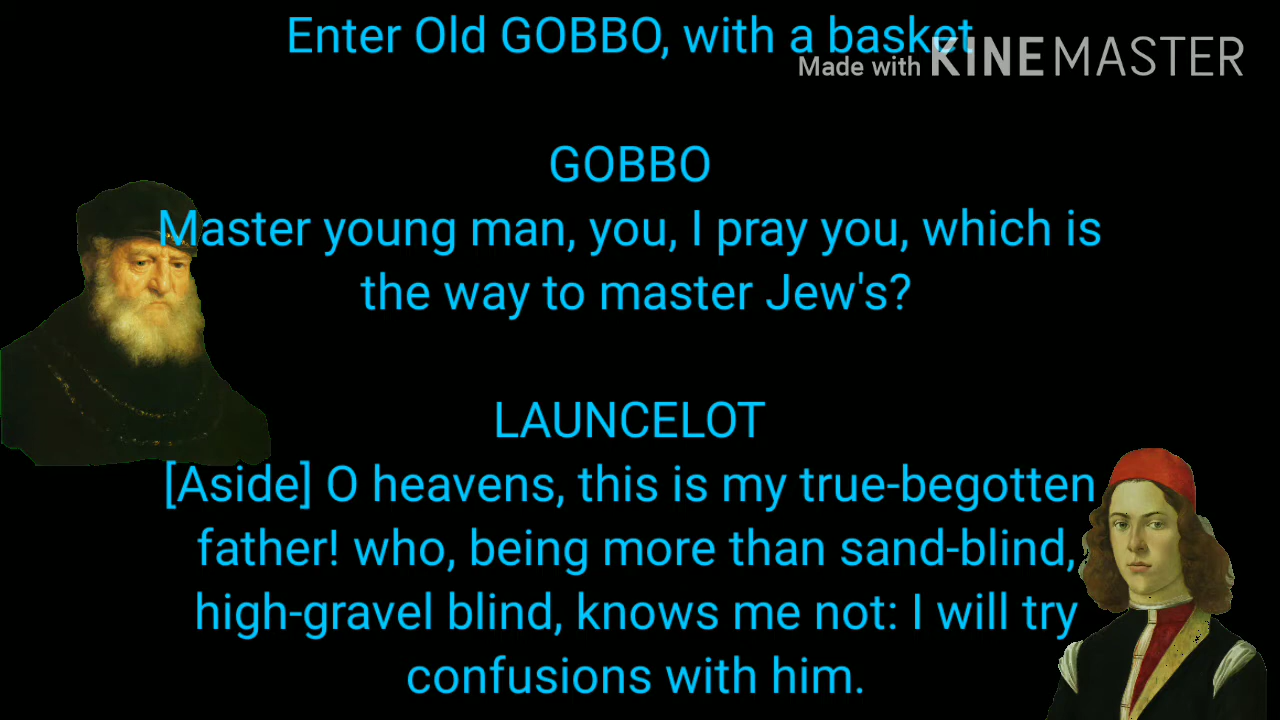 Enter Old GOBBO, with a basket
Made with KINEMASTER
GOBBO
Master young man, you, I pray you, which is
the way to master Jew's?
LAUNCELOT
[Aside] O heavens, this is my true-begotten
father! who, being more than sand-blind,
high-gravel blind, knows me not: I will try
confusions with him.